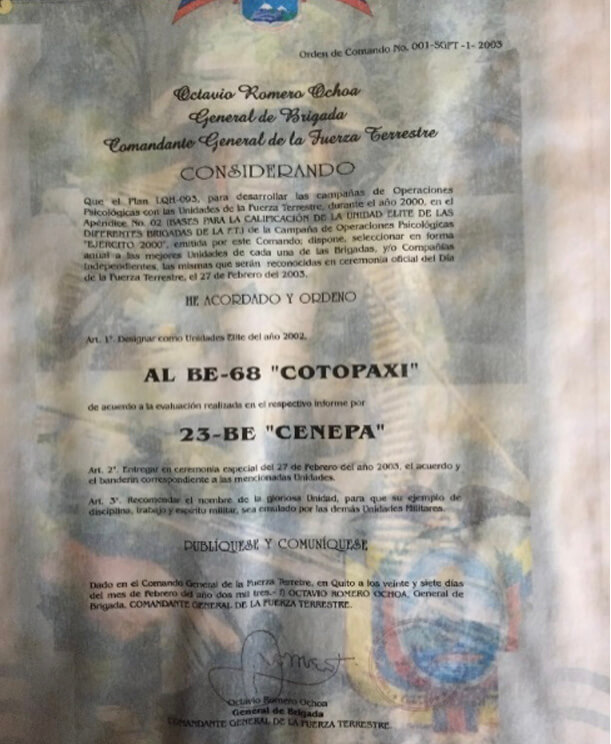 Orden de Comando No. 001-SGFT -1- 2003
Octavio Romero Ochoa
General de Brigada
Comandante General de la Fuerza Terrestre
CONSIDERANDO
Que el Plan LQH-093, para desarrollar las campañas de Operaciones
Psicológicas con las Unidades de la Fuerza Terrestre, durante el año 2000, en el
Apéndice No. 02 (BASES PARA LA CALIFICACIÓN DE LA UNIDAD ELITE DE LAS
DIFERENTES BRIGADAS DE LA F.T.) de la Campaña de Operaciones Psicológicas
"EJERCITO 2000", emitida por este Comando; dispone, seleccionar en forma
anual a las mejores Unidades de cada una de las Brigadas, y/o Compañías
Independientes, las mismas que serán reconocidas en ceremonia oficial del Día
de la Fuerza Terrestre, el 27 de Febrero del 2003.
HE ACORDADO Y ORDENO
Art. 1º. Designar como Unidades Elite del año 2002.
AL BE-68 "COTOPAXI"
de acuerdo a la evaluación realizada en el respectivo informe por
23-BE "CENEPA"
Art. 2º. Entregar en ceremonia especial del 27 de Febrero del año 2003, el acuerdo y
el banderín correspondiente a las mencionadas Unidades.
Art. 3º. Recomendar el nombre de la gloriosa Unidad, para que su ejemplo de
disciplina, trabajo y espíritu militar, sea emulado por las demás Unidades Militares.
PUBLÍQUESE Y COMUNÍQUESE
Dado en el Comando General de la Fuerza Terretre, en Quito a los veinte y siete días
del mes de Febrero del año dos mil tres.- f) OCTAVIO ROMERO OCHOA, General de
Brigada. COMANDANTE GENERAL DE LA FUERZA TERRESTRE.
Octavio Romero Ochoa
General de Brigada
COMANDANTE GENERAL DE LA FUERZA TERRESTRE.